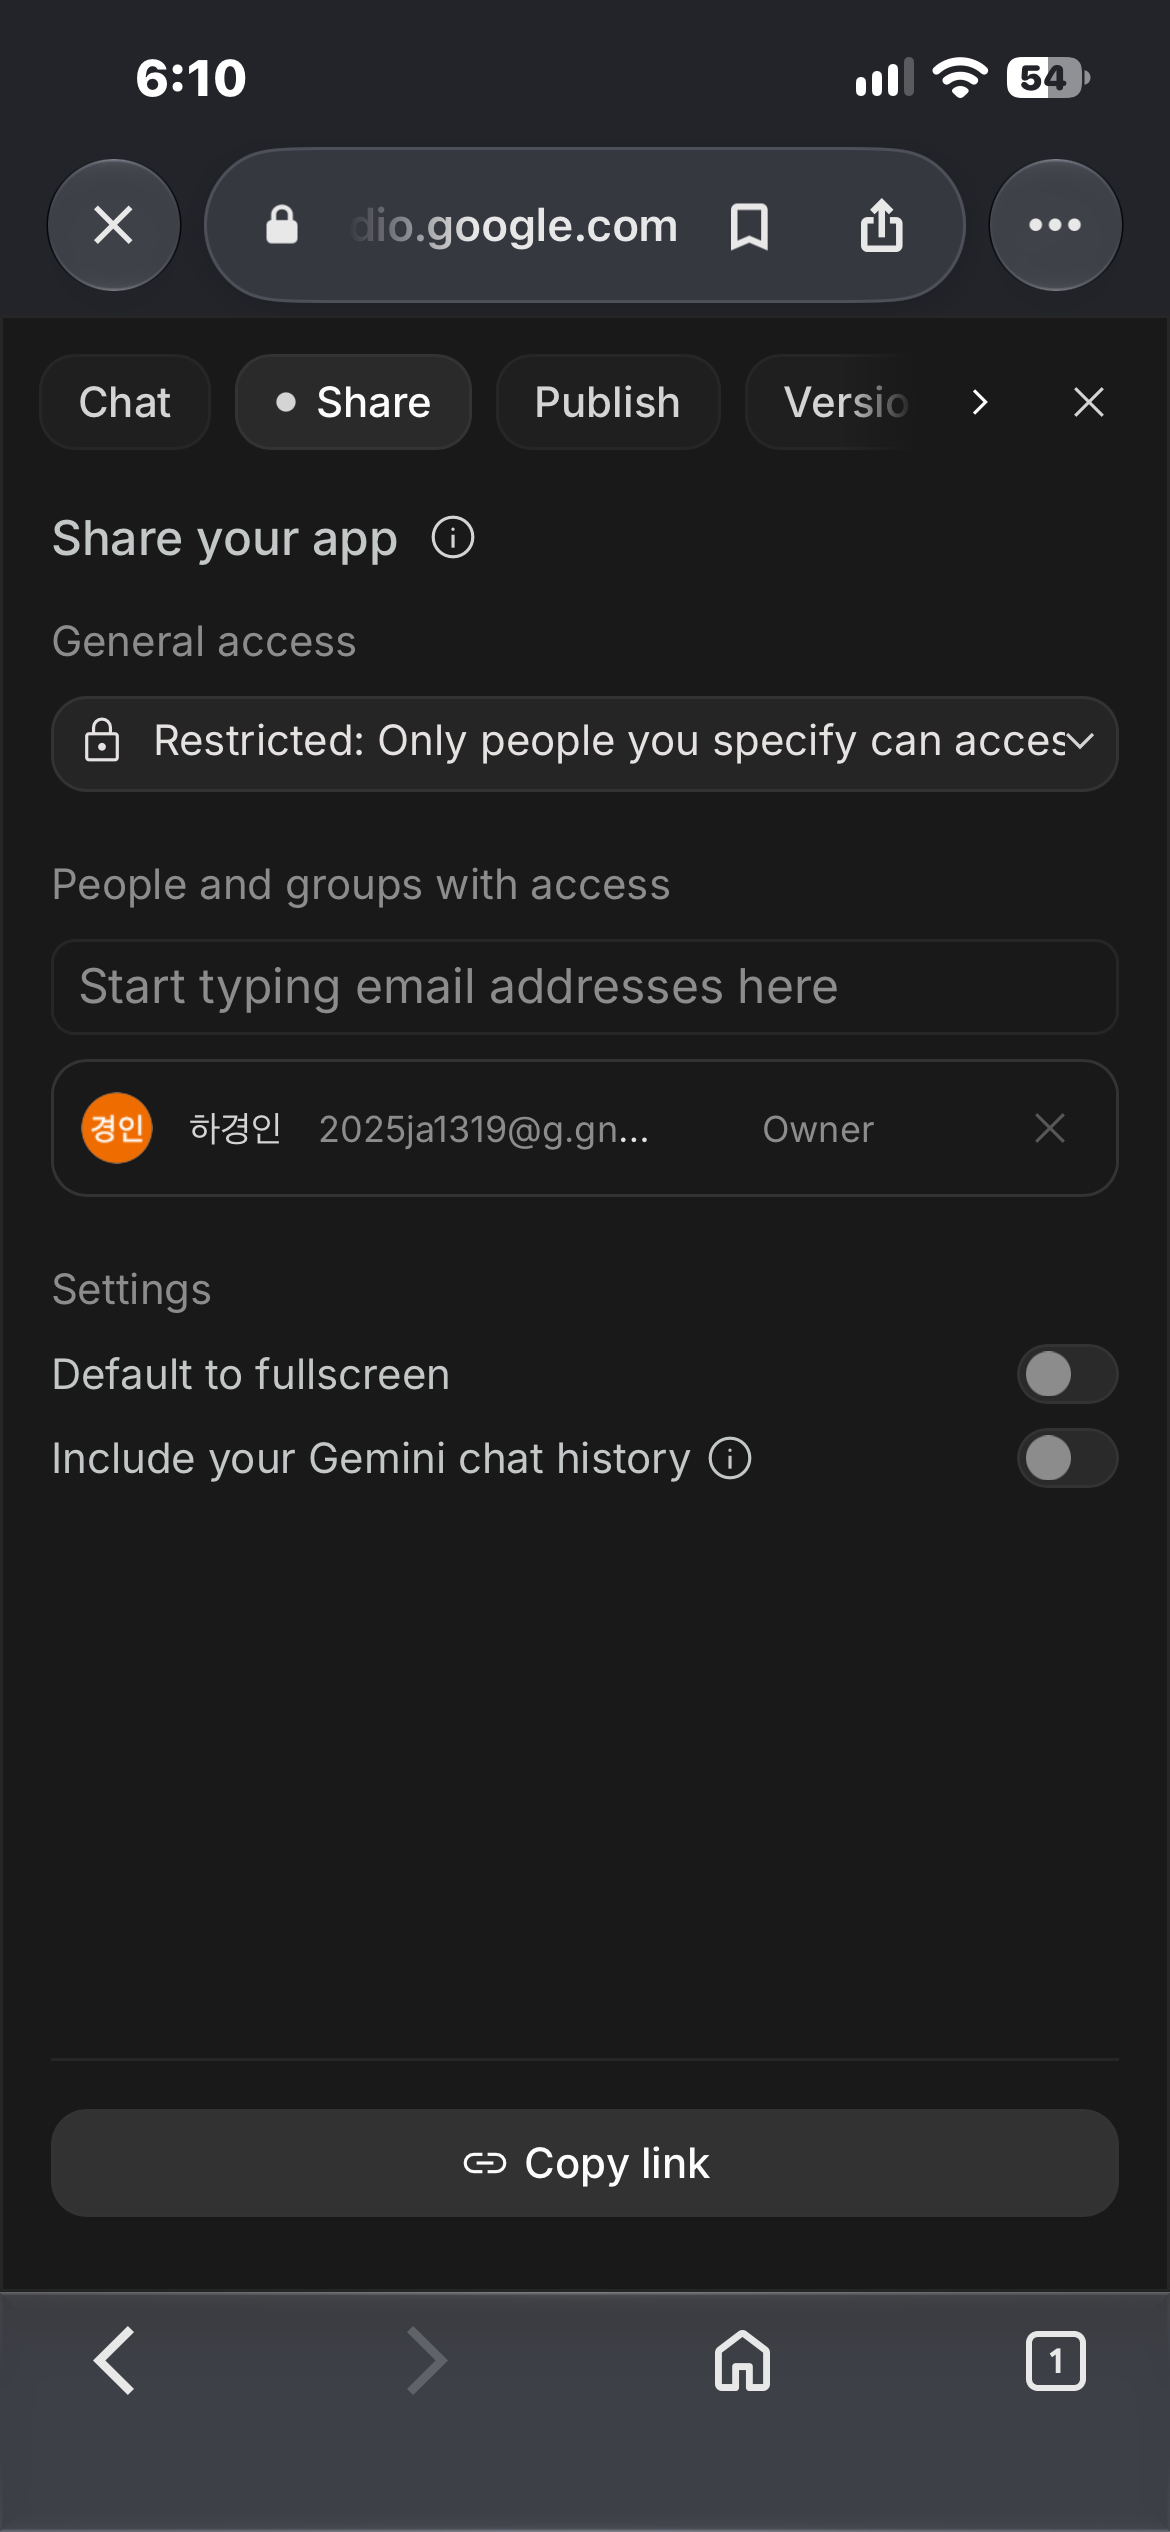 6:10
54
dio.google.com
Chat
Share
Publish
Versio
Share your app
General access
Restricted: Only people you specify can acces
People and groups with access
Start typing email addresses here
경인 하경인 2025ja1319@g.gn... Owner
Settings
Default to fullscreen
Include your Gemini chat history
Copy link
1